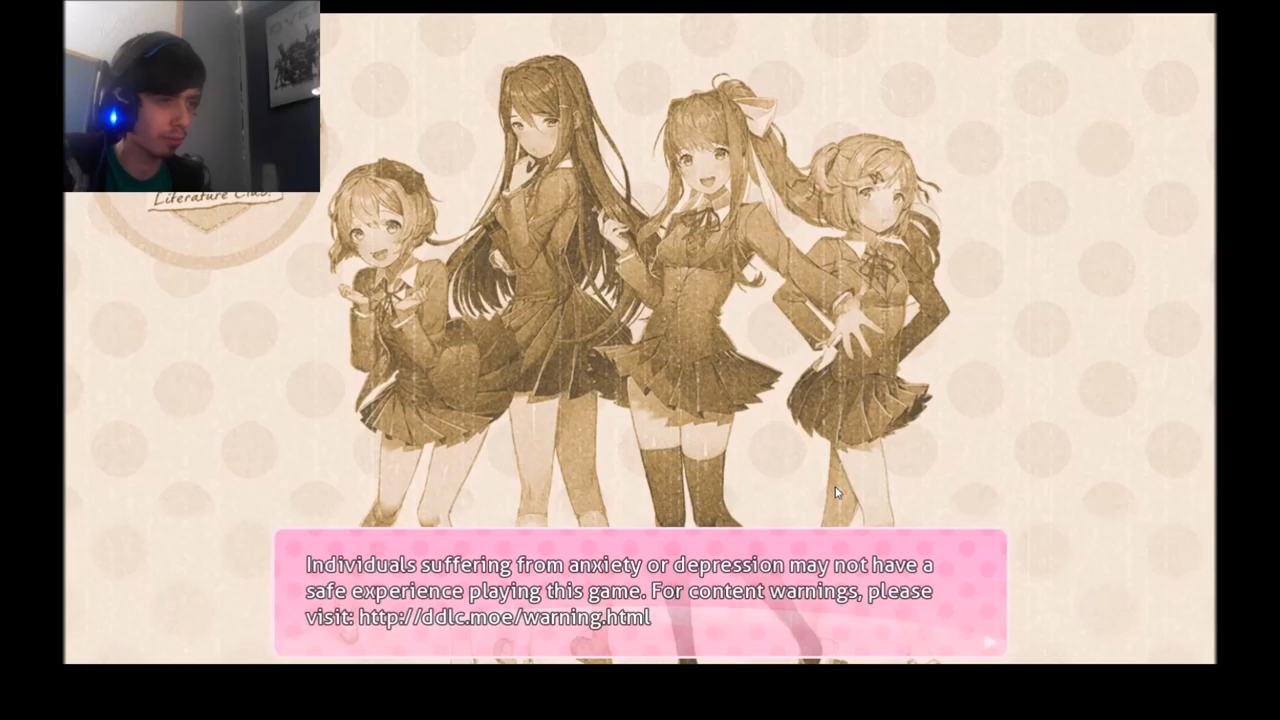 Literature Club!
Individuals suffering from anxiety or depression may not have a
safe experience playing this game. For content warnings, please
visit: http://ddlc.moe/warning.html